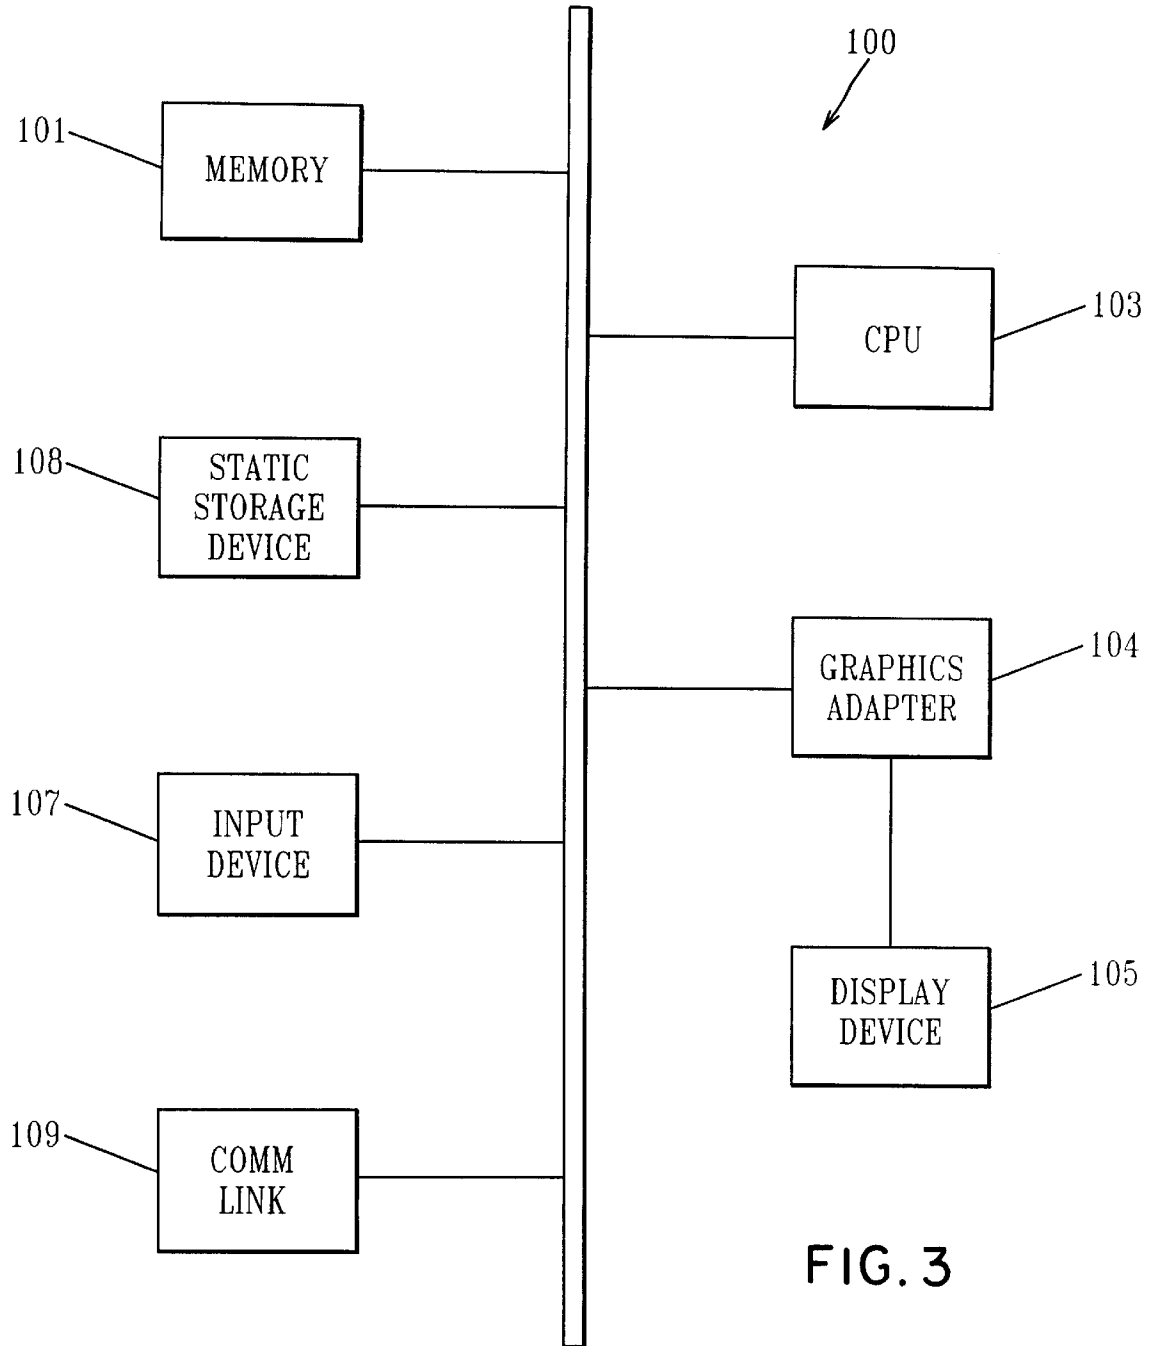 100
101
MEMORY
103
CPU
108
STATIC
STORAGE
DEVICE
104
GRAPHICS
ADAPTER
107
INPUT
DEVICE
105
DISPLAY
DEVICE
109
COMM
LINK
FIG. 3